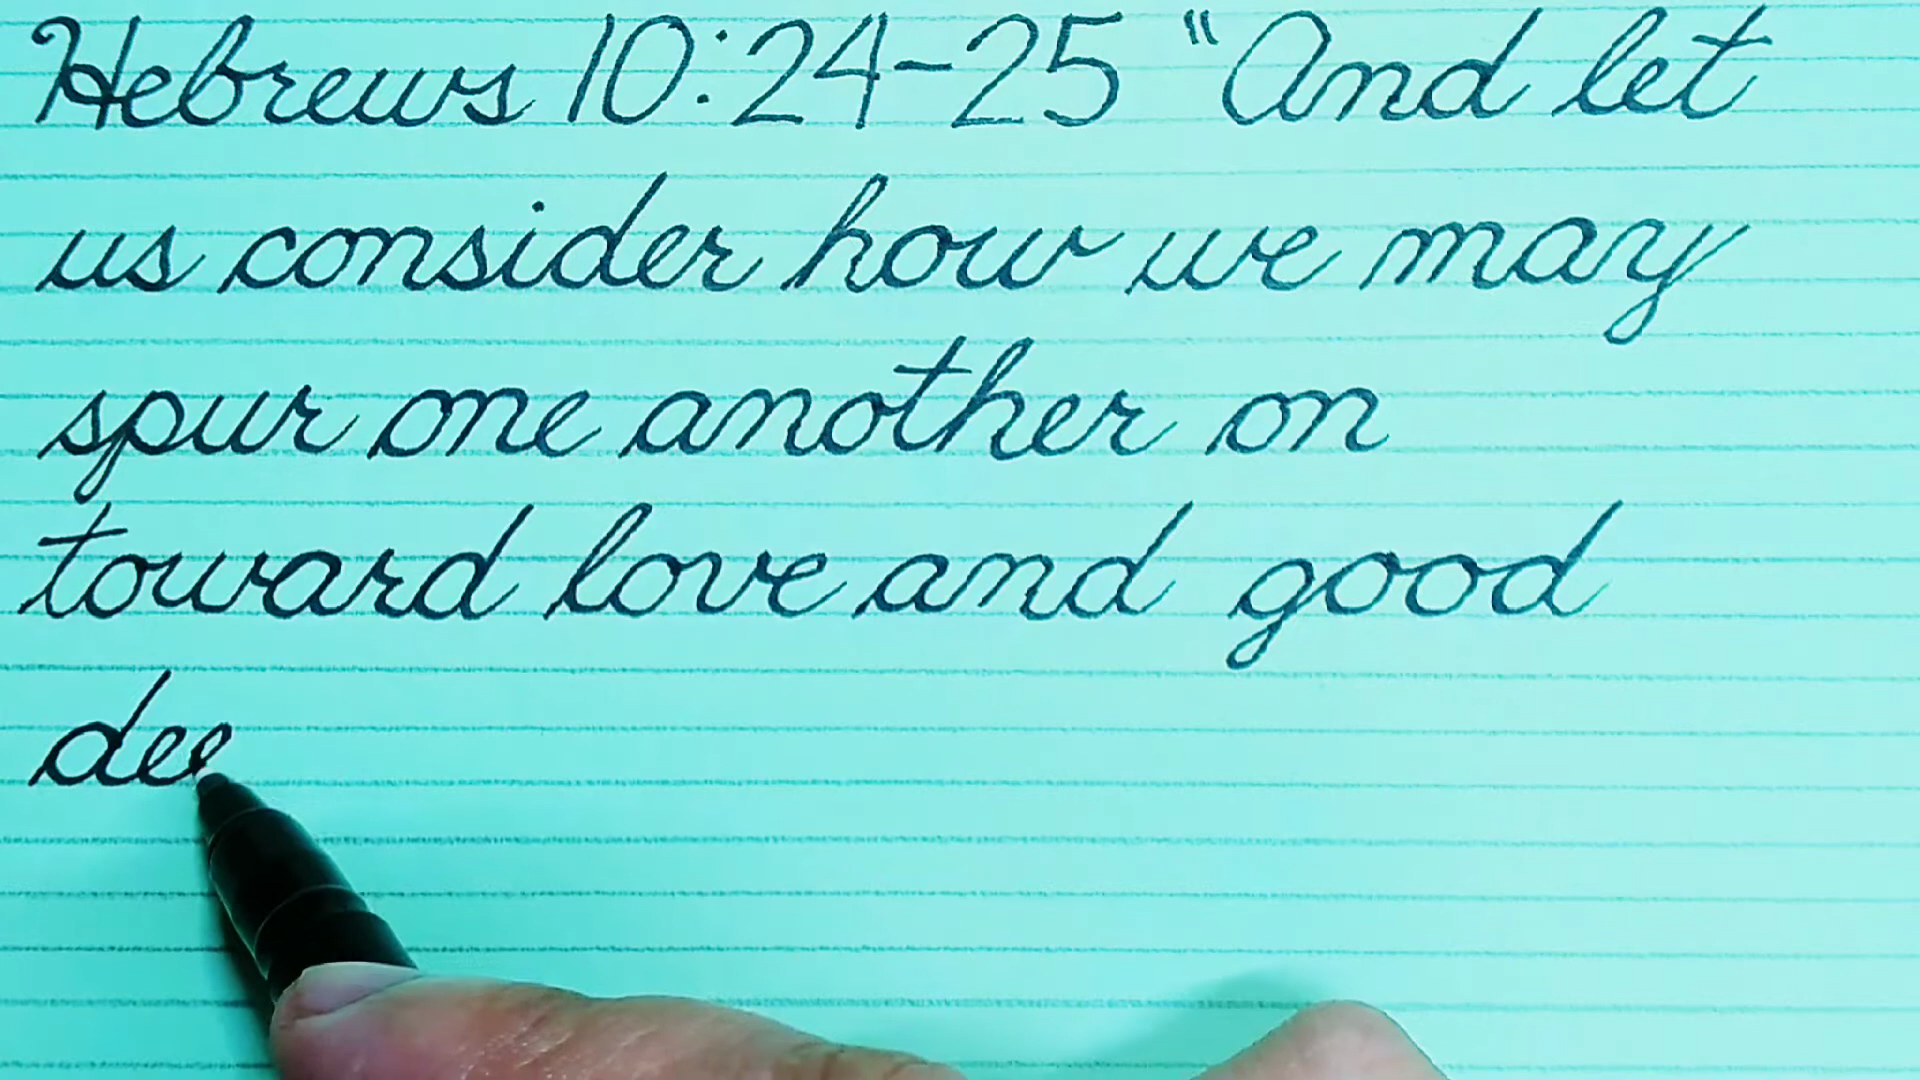 Hebrews 10:24-25 "And let
us consider how we may
spur one another on
toward love and good
dee